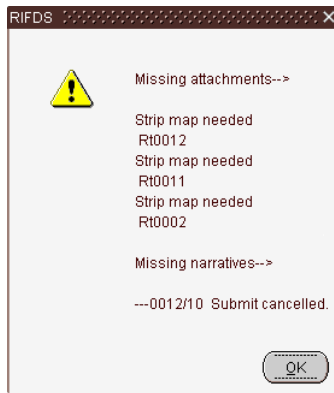 RIFDS
Missing attachments-->
Strip map needed
Rt0012
Strip map needed
Rt0011
Strip map needed
Rt0002
Missing narratives-->
---0012/10 Submit cancelled.
OK